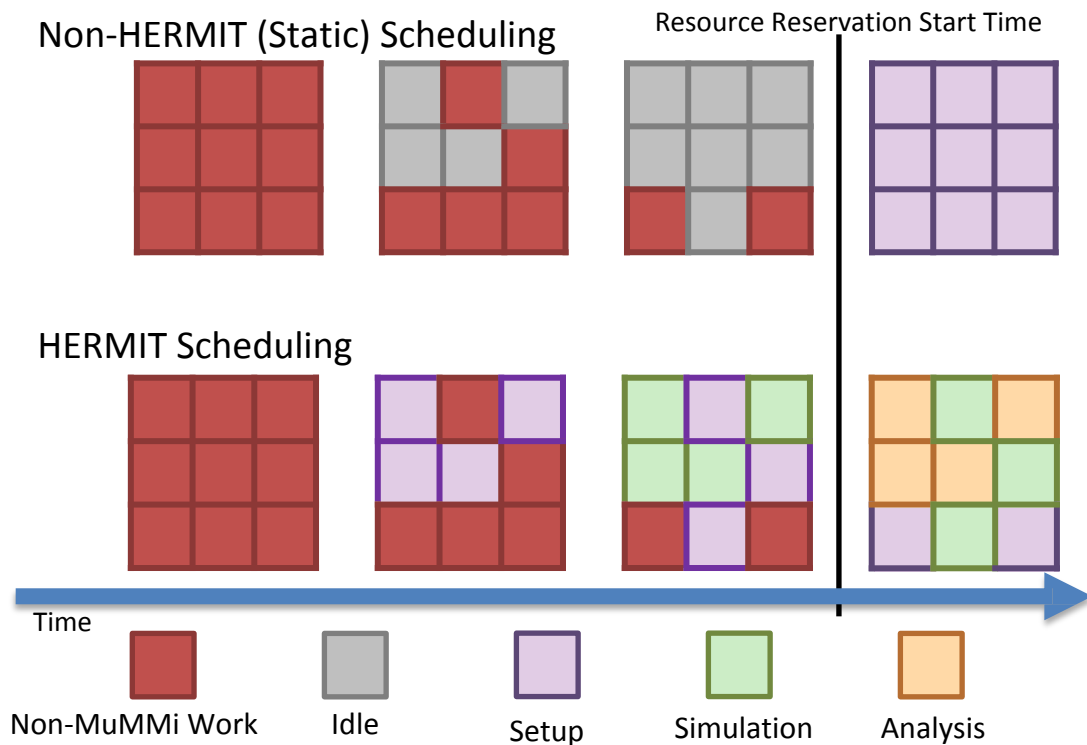 Resource Reservation Start Time
Non-HERMIT (Static) Scheduling
HERMIT Scheduling
Time
Non-MuMMi Work
Idle
Setup
Simulation
Analysis